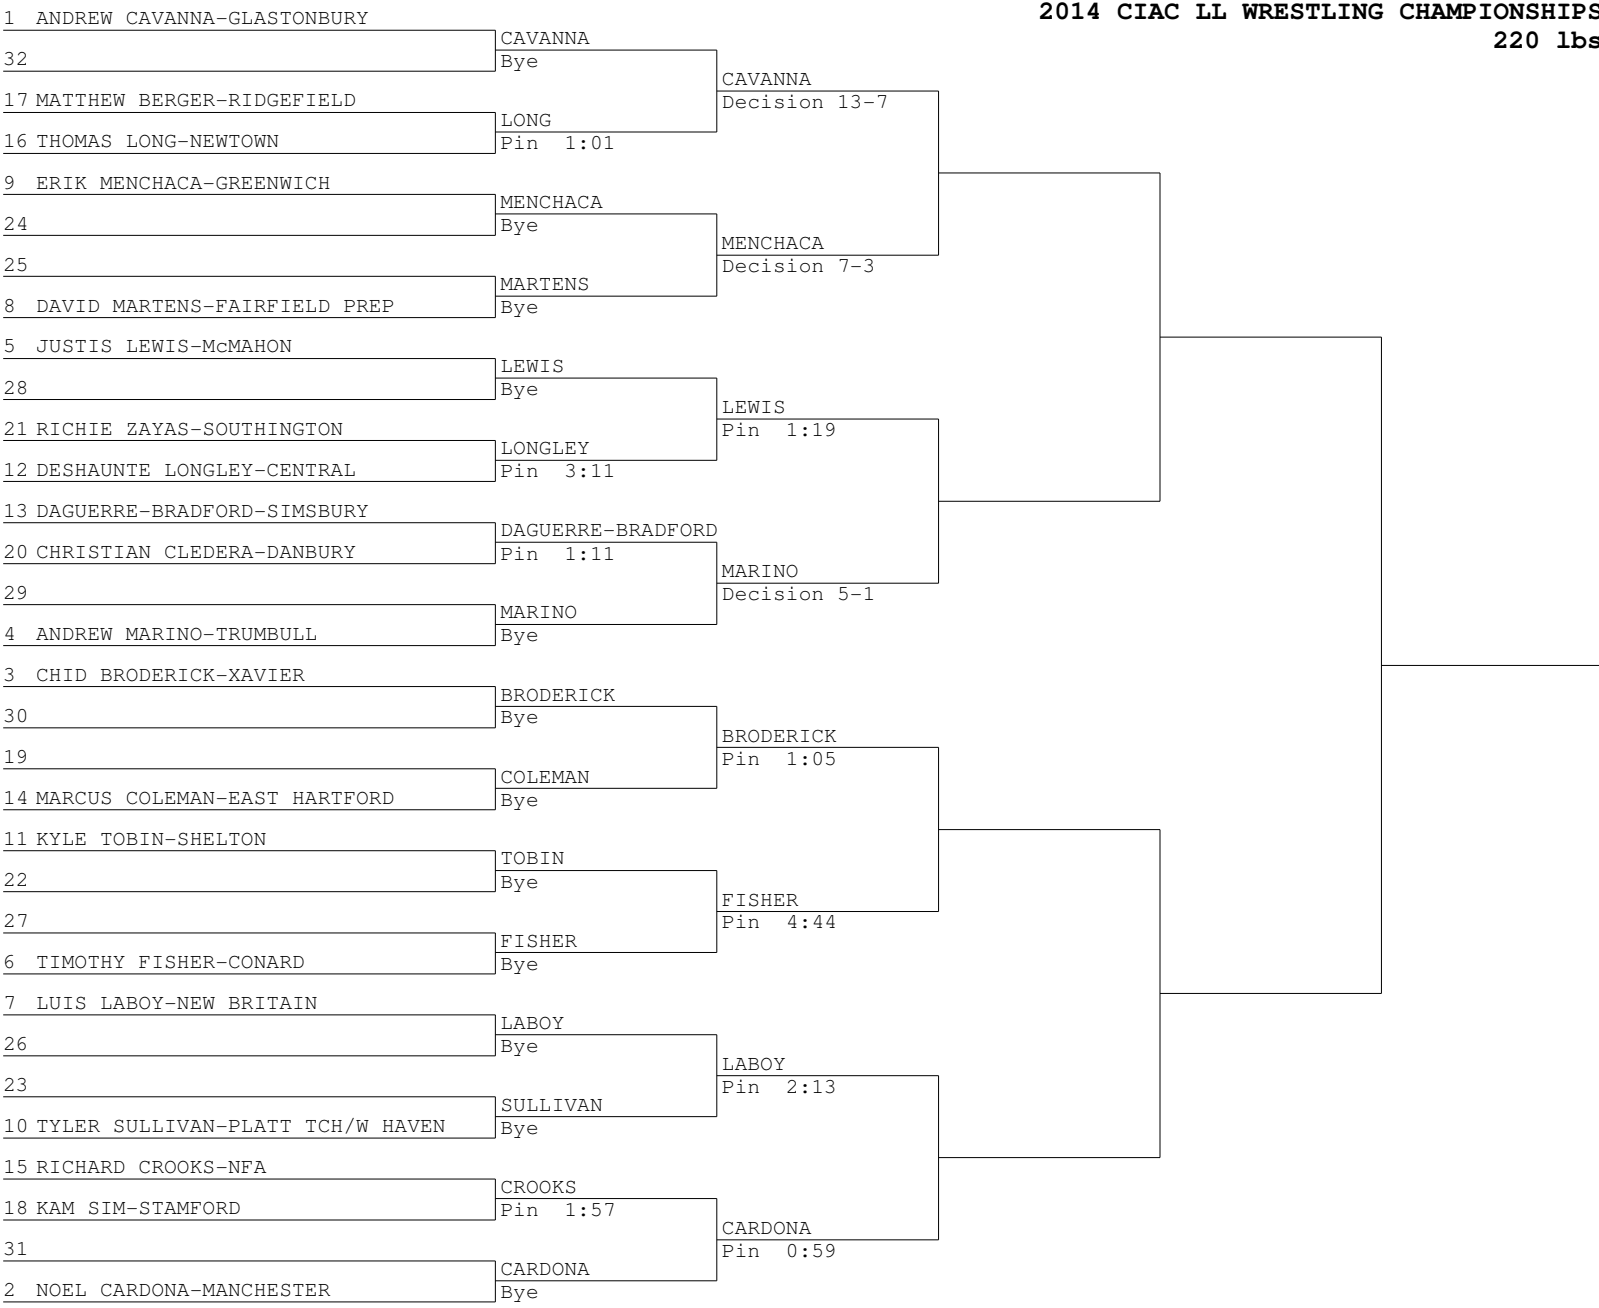 2014 CIAC LL WRESTLING CHAMPIONSHIPS
220 lbs
1 ANDREW CAVANNA-GLASTONBURY
32
17 MATTHEW BERGER-RIDGEFIELD
16 THOMAS LONG-NEWTOWN
9 ERIK MENCHACA-GREENWICH
24
25
8 DAVID MARTENS-FAIRFIELD PREP
5 JUSTIS LEWIS-McMAHON
28
21 RICHIE ZAYAS-SOUTHINGTON
12 DESHAUNTE LONGLEY-CENTRAL
13 DAGUERRE-BRADFORD-SIMSBURY
20 CHRISTIAN CLEDERA-DANBURY
29
4 ANDREW MARINO-TRUMBULL
3 CHID BRODERICK-XAVIER
30
19
14 MARCUS COLEMAN-EAST HARTFORD
11 KYLE TOBIN-SHELTON
22
27
6 TIMOTHY FISHER-CONARD
7 LUIS LABOY-NEW BRITAIN
26
23
10 TYLER SULLIVAN-PLATT TCH/W HAVEN
15 RICHARD CROOKS-NFA
18 KAM SIM-STAMFORD
31
2 NOEL CARDONA-MANCHESTER
CAVANNA
Bye
LONG
Pin 1:01
MENCHACA
Bye
MARTENS
Bye
LEWIS
Bye
LONGLEY
Pin 3:11
DAGUERRE-BRADFORD
Pin 1:11
MARINO
Bye
BRODERICK
Bye
COLEMAN
Bye
TOBIN
Bye
FISHER
Bye
LABOY
Bye
SULLIVAN
Bye
CROOKS
Pin 1:57
CARDONA
Bye
CAVANNA
Decision 13-7
MENCHACA
Decision 7-3
LEWIS
Pin 1:19
MARINO
Decision 5-1
BRODERICK
Pin 1:05
FISHER
Pin 4:44
LABOY
Pin 2:13
CARDONA
Pin 0:59